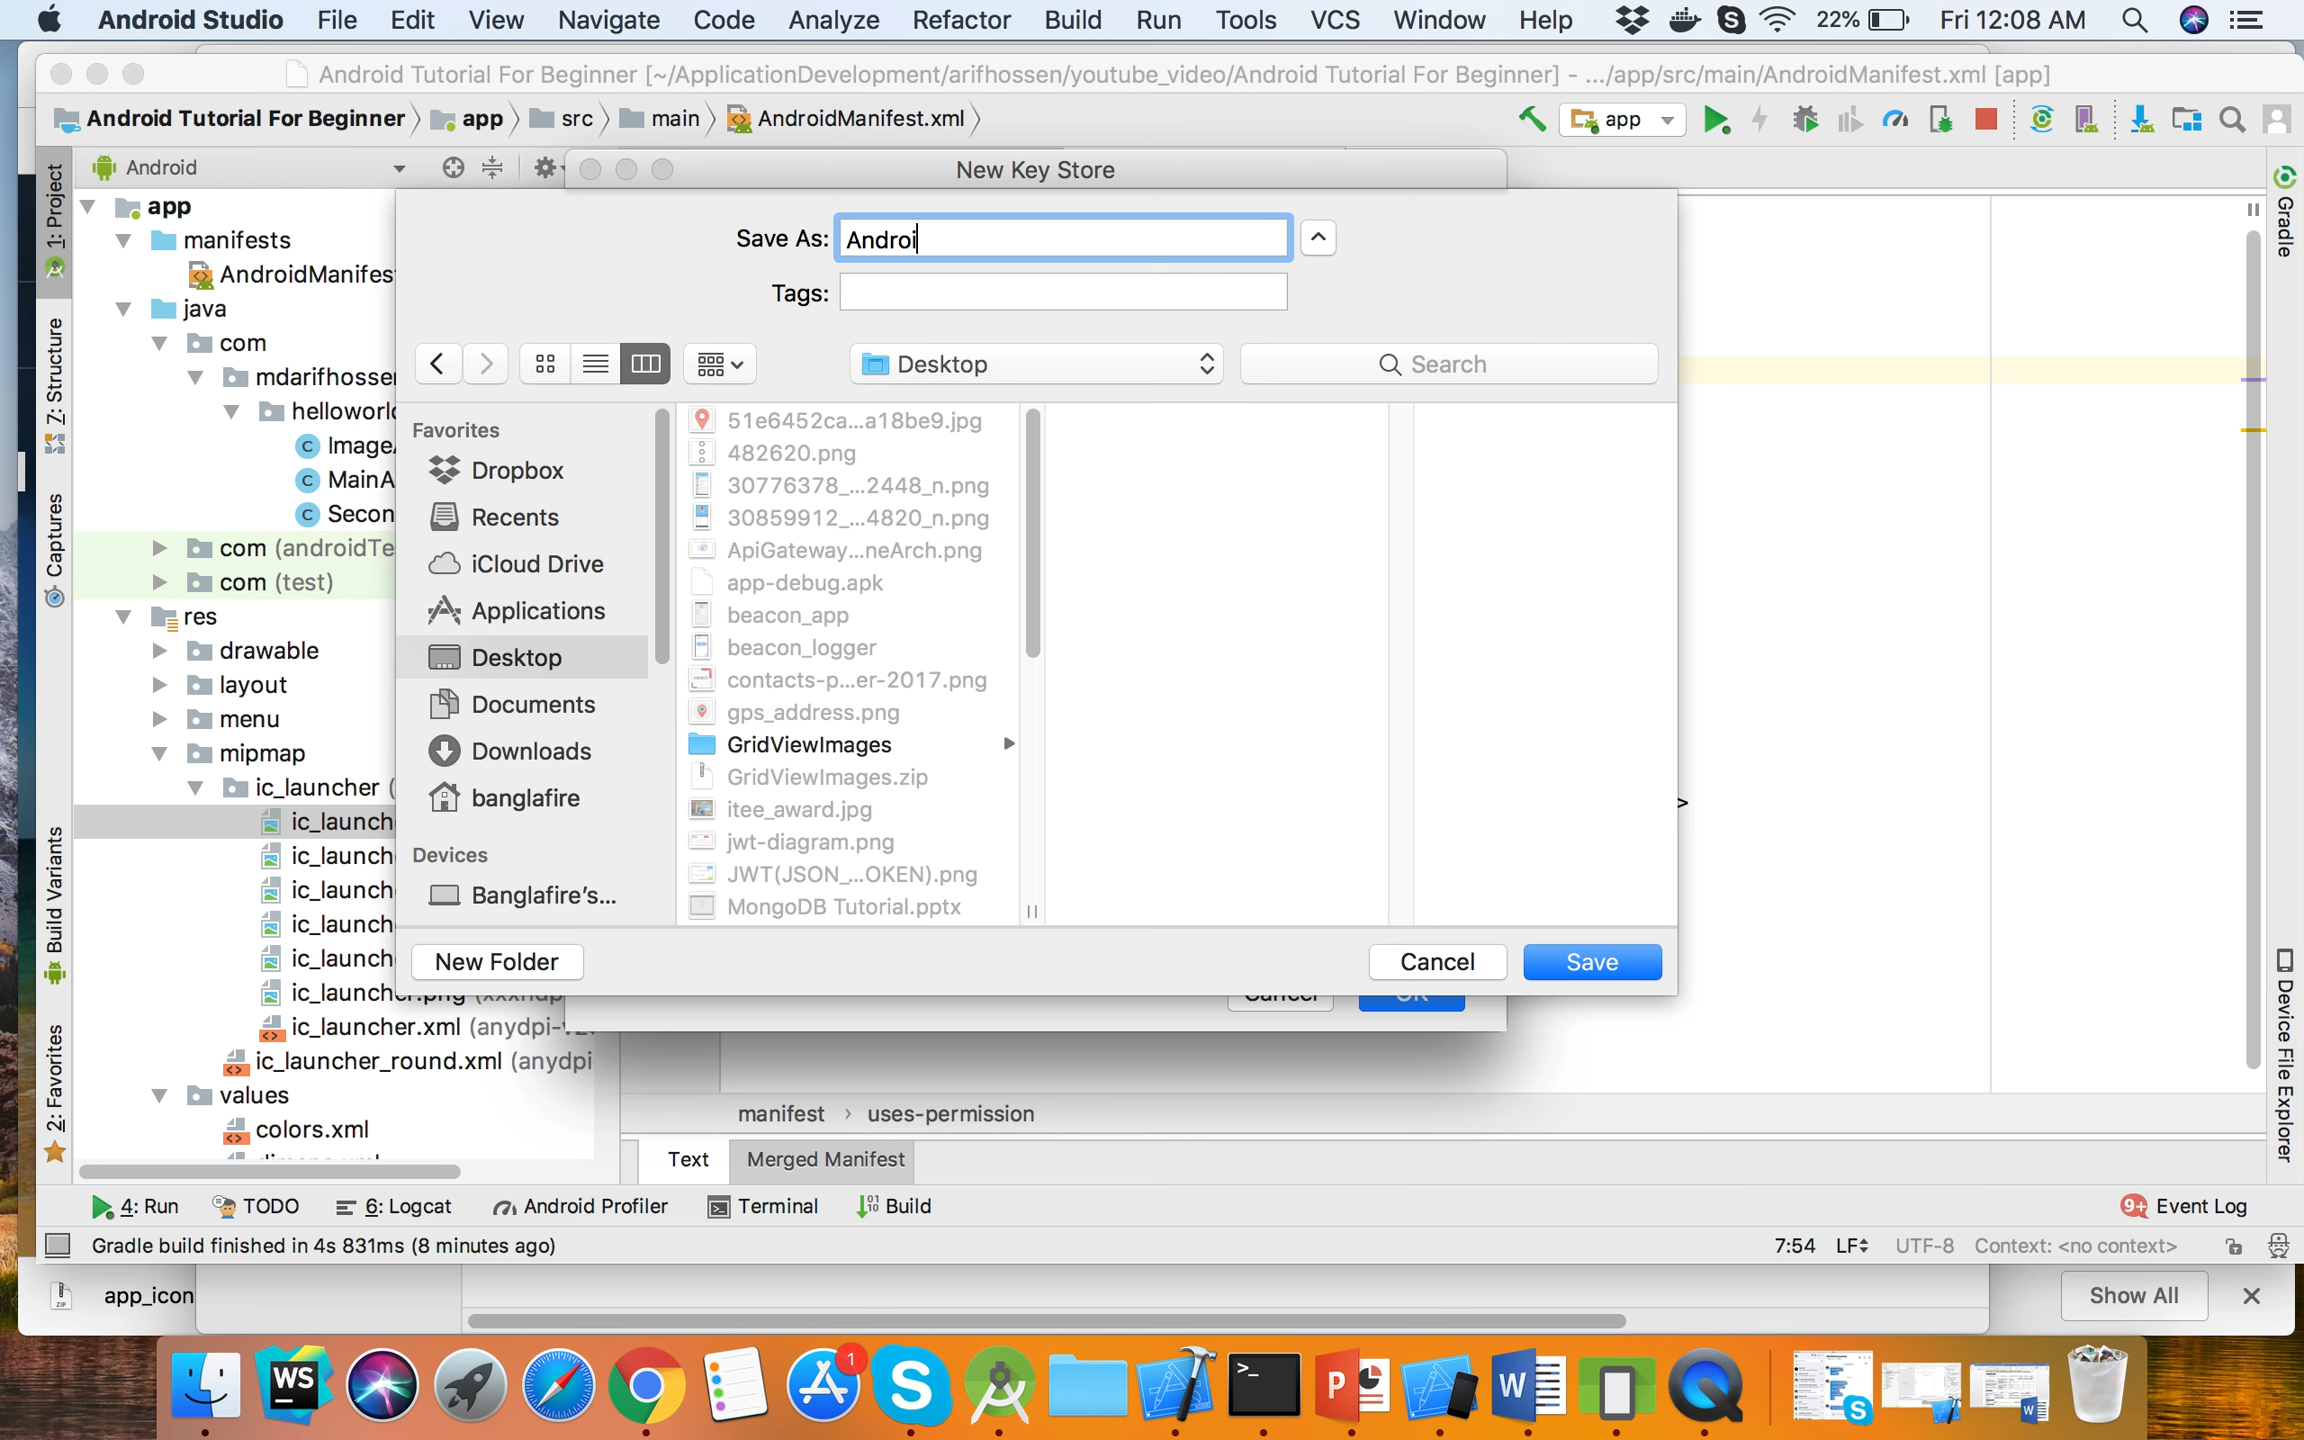 Android Studio File Edit View Navigate Code Analyze Refactor Build Run Tools VCS Window Help 22% Fri 12:08 AM
Android Tutorial For Beginner [~/ApplicationDevelopment/arifhossen/youtube_video/Android Tutorial For Beginner] - .../app/src/main/AndroidManifest.xml [app]
Android Tutorial For Beginner app src main AndroidManifest.xml app
Android
New Key Store
1: Project
Z: Structure
Captures
Build Variants
2: Favorites
app
manifests
AndroidManifes
java
com
mdarifhosse
helloworl
Image
MainA
Secon
com (androidTe
com (test)
res
drawable
layout
menu
mipmap
ic_launcher (
ic_launch
ic_launch
ic_launch
ic_launch
ic_launch
ic_launcher.png (xxxhdp
ic_launcher.xml (anydpi-v2
ic_launcher_round.xml (anydpi
values
colors.xml
Save As: Androi
Tags:
Desktop
Search
Favorites
Dropbox
Recents
iCloud Drive
Applications
Desktop
Documents
Downloads
banglafire
Devices
Banglafire's...
51e6452ca...a18be9.jpg
482620.png
30776378_...2448_n.png
30859912_...4820_n.png
ApiGateway...neArch.png
app-debug.apk
beacon_app
beacon_logger
contacts-p...er-2017.png
gps_address.png
GridViewImages
GridViewImages.zip
itee_award.jpg
jwt-diagram.png
JWT(JSON_...OKEN).png
MongoDB Tutorial.pptx
New Folder
Cancel Save
Cancel OK
>
Gradle
Device File Explorer
manifest › uses-permission
Text Merged Manifest
4: Run TODO 6: Logcat Android Profiler Terminal Build 9+ Event Log
Gradle build finished in 4s 831ms (8 minutes ago) 7:54 LF UTF-8 Context: <no context>
ZIP app_icon Show All
WS
1